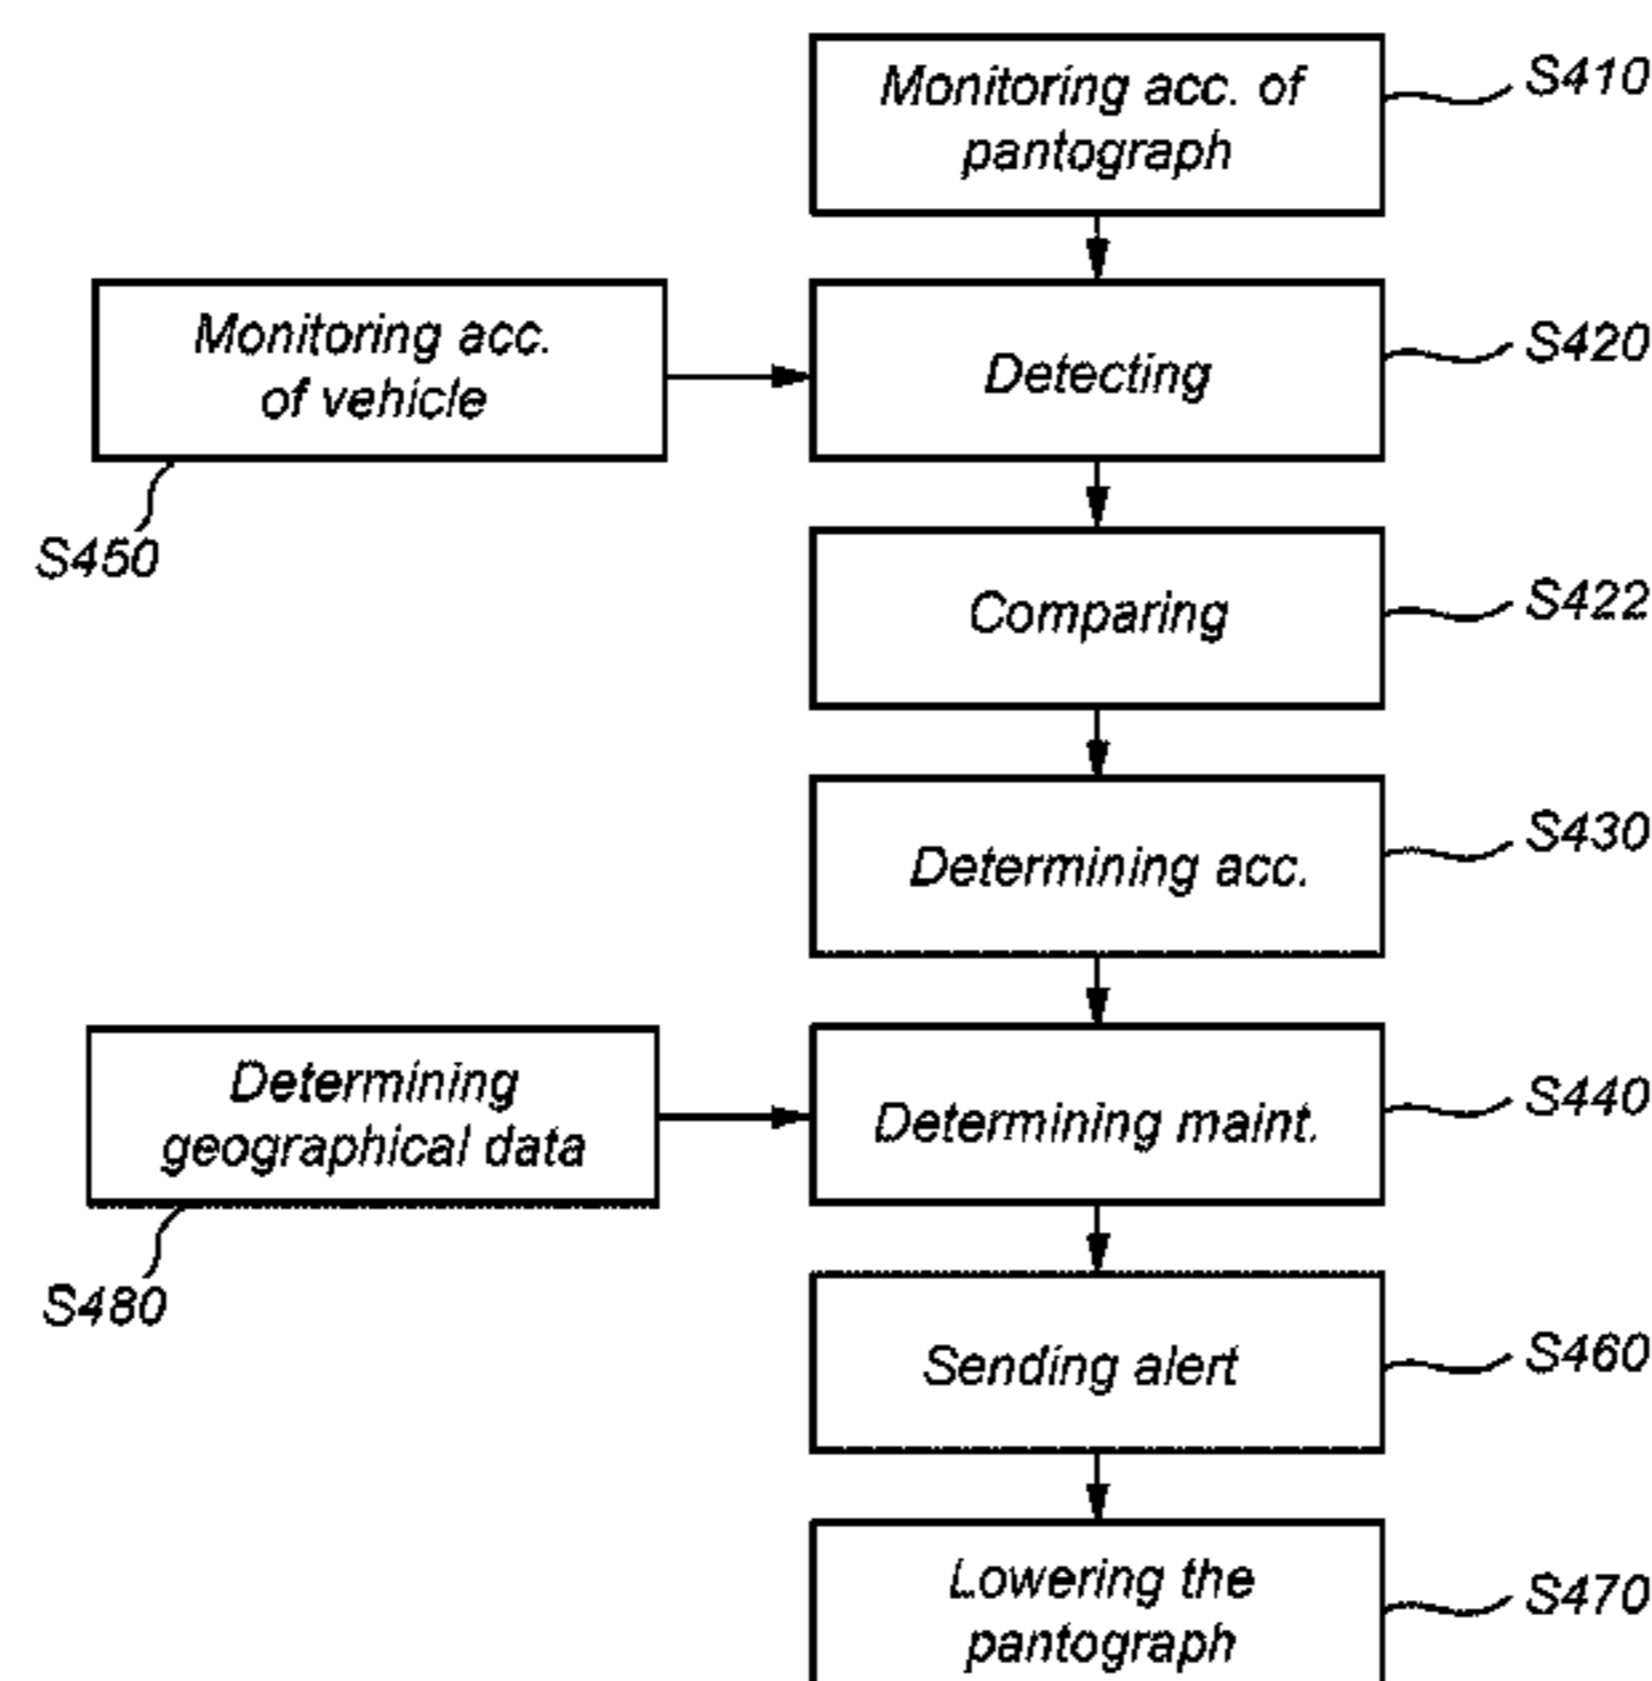 Monitoring acc. of
pantograph
S410
Monitoring acc.
of vehicle
S450
Detecting
S420
Comparing
S422
Determining acc.
S430
Determining
geographical data
S480
Determining maint.
S440
Sending alert
S460
Lowering the
pantograph
S470